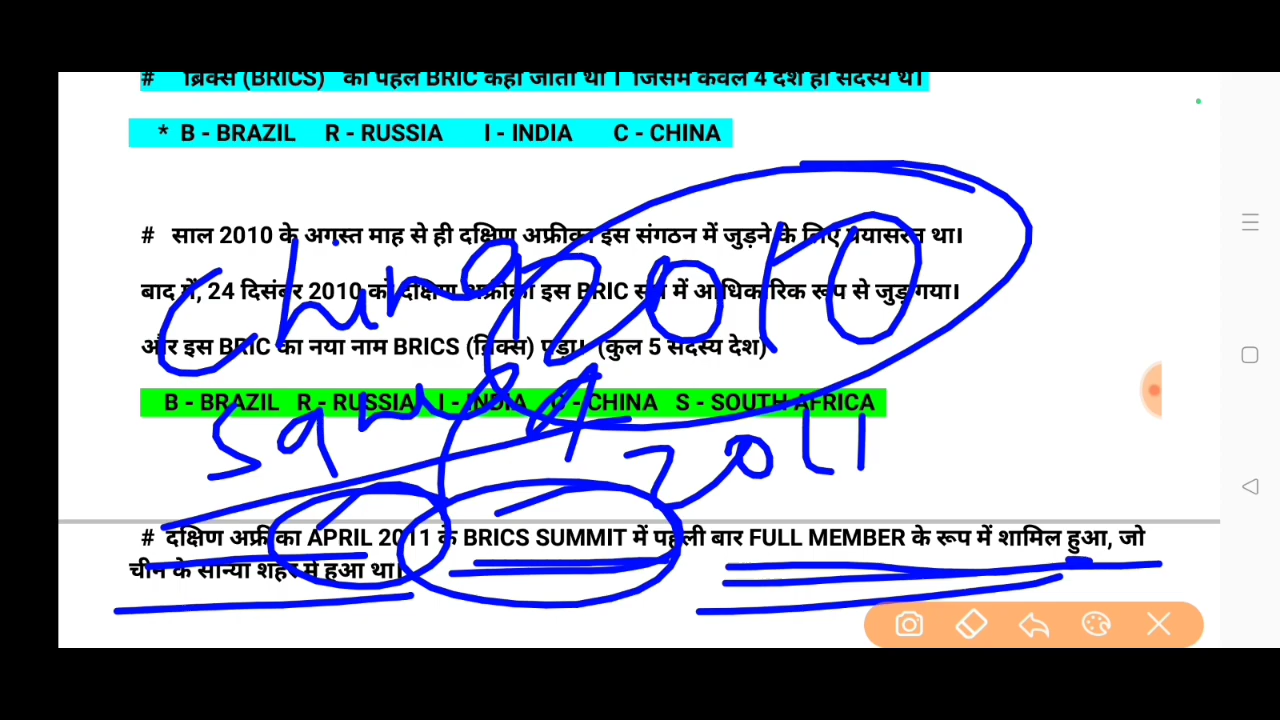 # ब्रिक्स (BRICS) को पहले BRIC कहा जाता था। जिसमें केवल 4 देश ही सदस्य थे।
* B - BRAZIL R - RUSSIA I - INDIA C - CHINA
# साल 2010 के अगस्त माह से ही दक्षिण अफ्रीका इस संगठन में जुड़ने के लिए प्रयासरत था।
बाद में, 24 दिसंबर 2010 को दक्षिण अफ्रीका इस BRIC में आधिकारिक रूप से जुड़ गया।
और इस BRIC का नया नाम BRICS (ब्रिक्स) पड़ा। (कुल 5 सदस्य देश)
B - BRAZIL R - RUSSIA I - INDIA C - CHINA S - SOUTH AFRICA
# दक्षिण अफ्रीका APRIL 2011 के BRICS SUMMIT में पहली बार FULL MEMBER के रूप में शामिल हुआ, जो
चीन के सान्या शहर में हुआ था।
China 2010
Sanya 2011